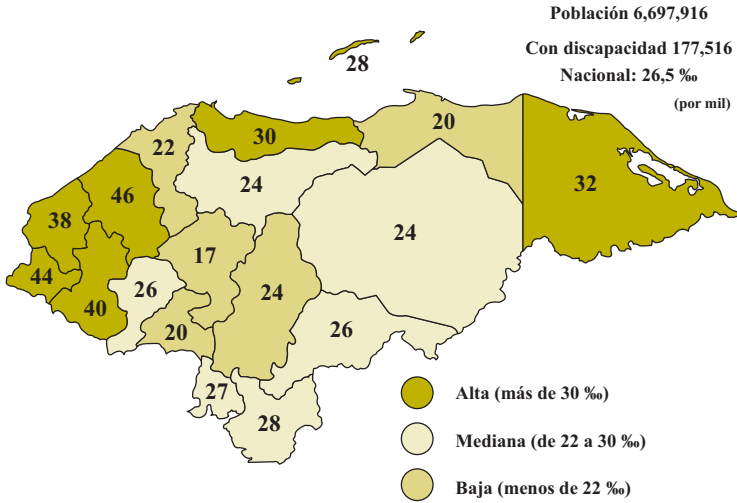 Población 6,697,916
Con discapacidad 177,516
Nacional: 26,5 ‰
(por mil)
28
30
20
22
24
46
32
38
24
17
44
26
24
40
20
26
27
28
Alta (más de 30 ‰)
Mediana (de 22 a 30 ‰)
Baja (menos de 22 ‰)